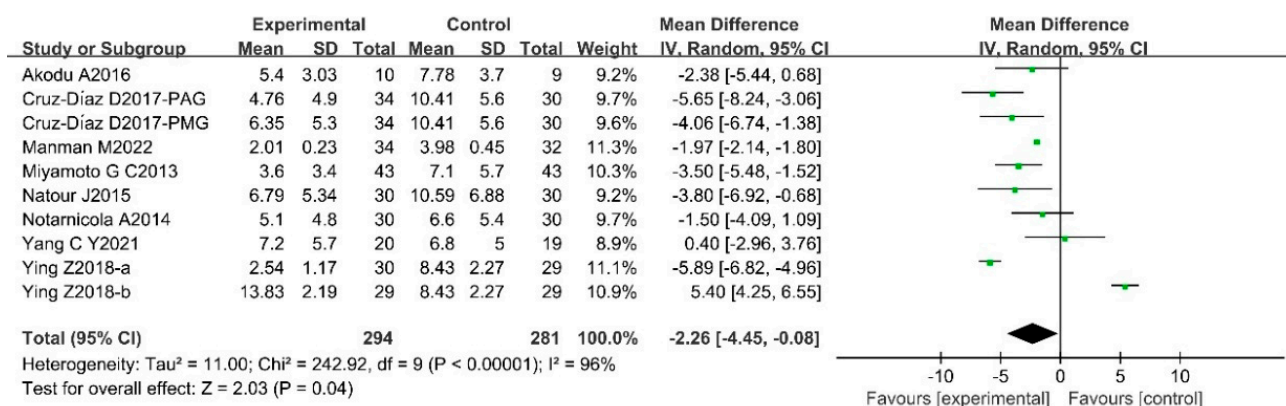 Experimental Control Mean Difference Mean Difference
Study or Subgroup Mean SD Total Mean SD Total Weight IV, Random, 95% CI IV, Random, 95% CI
Akodu A2016 5.4 3.03 10 7.78 3.7 9 9.2% -2.38 [-5.44, 0.68]
Cruz-Díaz D2017-PAG 4.76 4.9 34 10.41 5.6 30 9.7% -5.65 [-8.24, -3.06]
Cruz-Díaz D2017-PMG 6.35 5.3 34 10.41 5.6 30 9.6% -4.06 [-6.74, -1.38]
Manman M2022 2.01 0.23 34 3.98 0.45 32 11.3% -1.97 [-2.14, -1.80]
Miyamoto G C2013 3.6 3.4 43 7.1 5.7 43 10.3% -3.50 [-5.48, -1.52]
Natour J2015 6.79 5.34 30 10.59 6.88 30 9.2% -3.80 [-6.92, -0.68]
Notarnicola A2014 5.1 4.8 30 6.6 5.4 30 9.7% -1.50 [-4.09, 1.09]
Yang C Y2021 7.2 5.7 20 6.8 5 19 8.9% 0.40 [-2.96, 3.76]
Ying Z2018-a 2.54 1.17 30 8.43 2.27 29 11.1% -5.89 [-6.82, -4.96]
Ying Z2018-b 13.83 2.19 29 8.43 2.27 29 10.9% 5.40 [4.25, 6.55]
Total (95% CI) 294 281 100.0% -2.26 [-4.45, -0.08]
Heterogeneity: Tau² = 11.00; Chi² = 242.92, df = 9 (P < 0.00001); I² = 96%
Test for overall effect: Z = 2.03 (P = 0.04)
-10 -5 0 5 10
Favours [experimental] Favours [control]